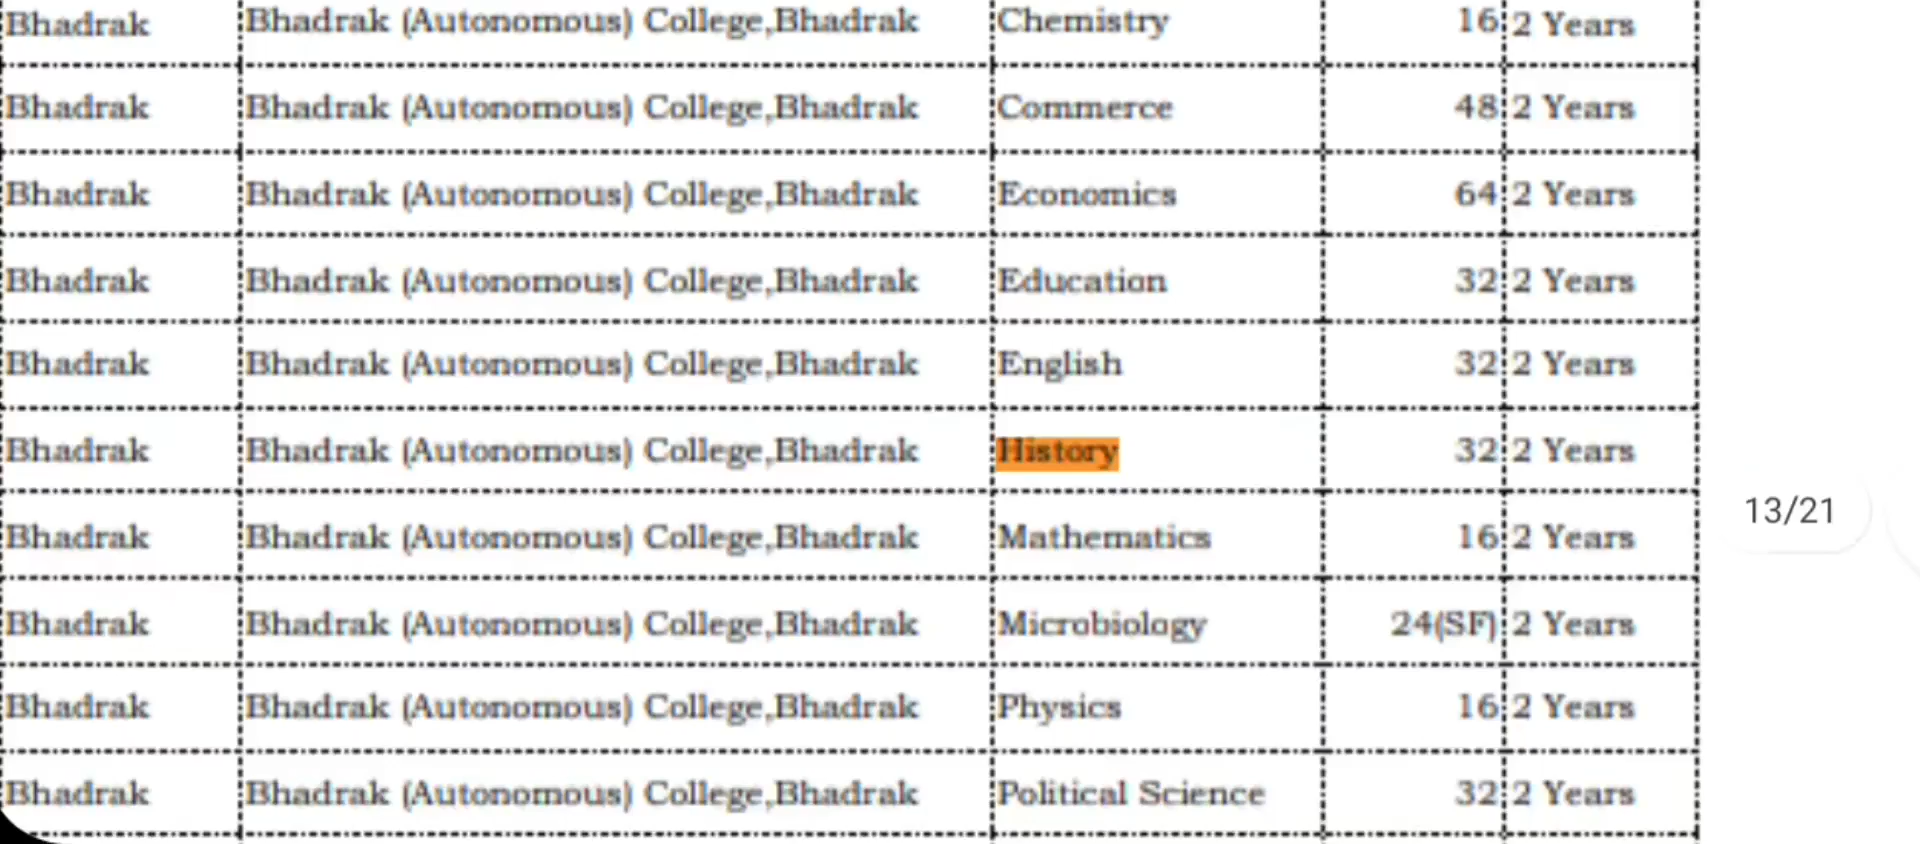 Bhadrak Bhadrak (Autonomous) College,Bhadrak Chemistry 16 2 Years
Bhadrak Bhadrak (Autonomous) College,Bhadrak Commerce 48 2 Years
Bhadrak Bhadrak (Autonomous) College,Bhadrak Economics 64 2 Years
Bhadrak Bhadrak (Autonomous) College,Bhadrak Education 32 2 Years
Bhadrak Bhadrak (Autonomous) College,Bhadrak English 32 2 Years
Bhadrak Bhadrak (Autonomous) College,Bhadrak History 32 2 Years
13/21
Bhadrak Bhadrak (Autonomous) College,Bhadrak Mathematics 16 2 Years
Bhadrak Bhadrak (Autonomous) College,Bhadrak Microbiology 24(SF) 2 Years
Bhadrak Bhadrak (Autonomous) College,Bhadrak Physics 16 2 Years
Bhadrak Bhadrak (Autonomous) College,Bhadrak Political Science 32 2 Years